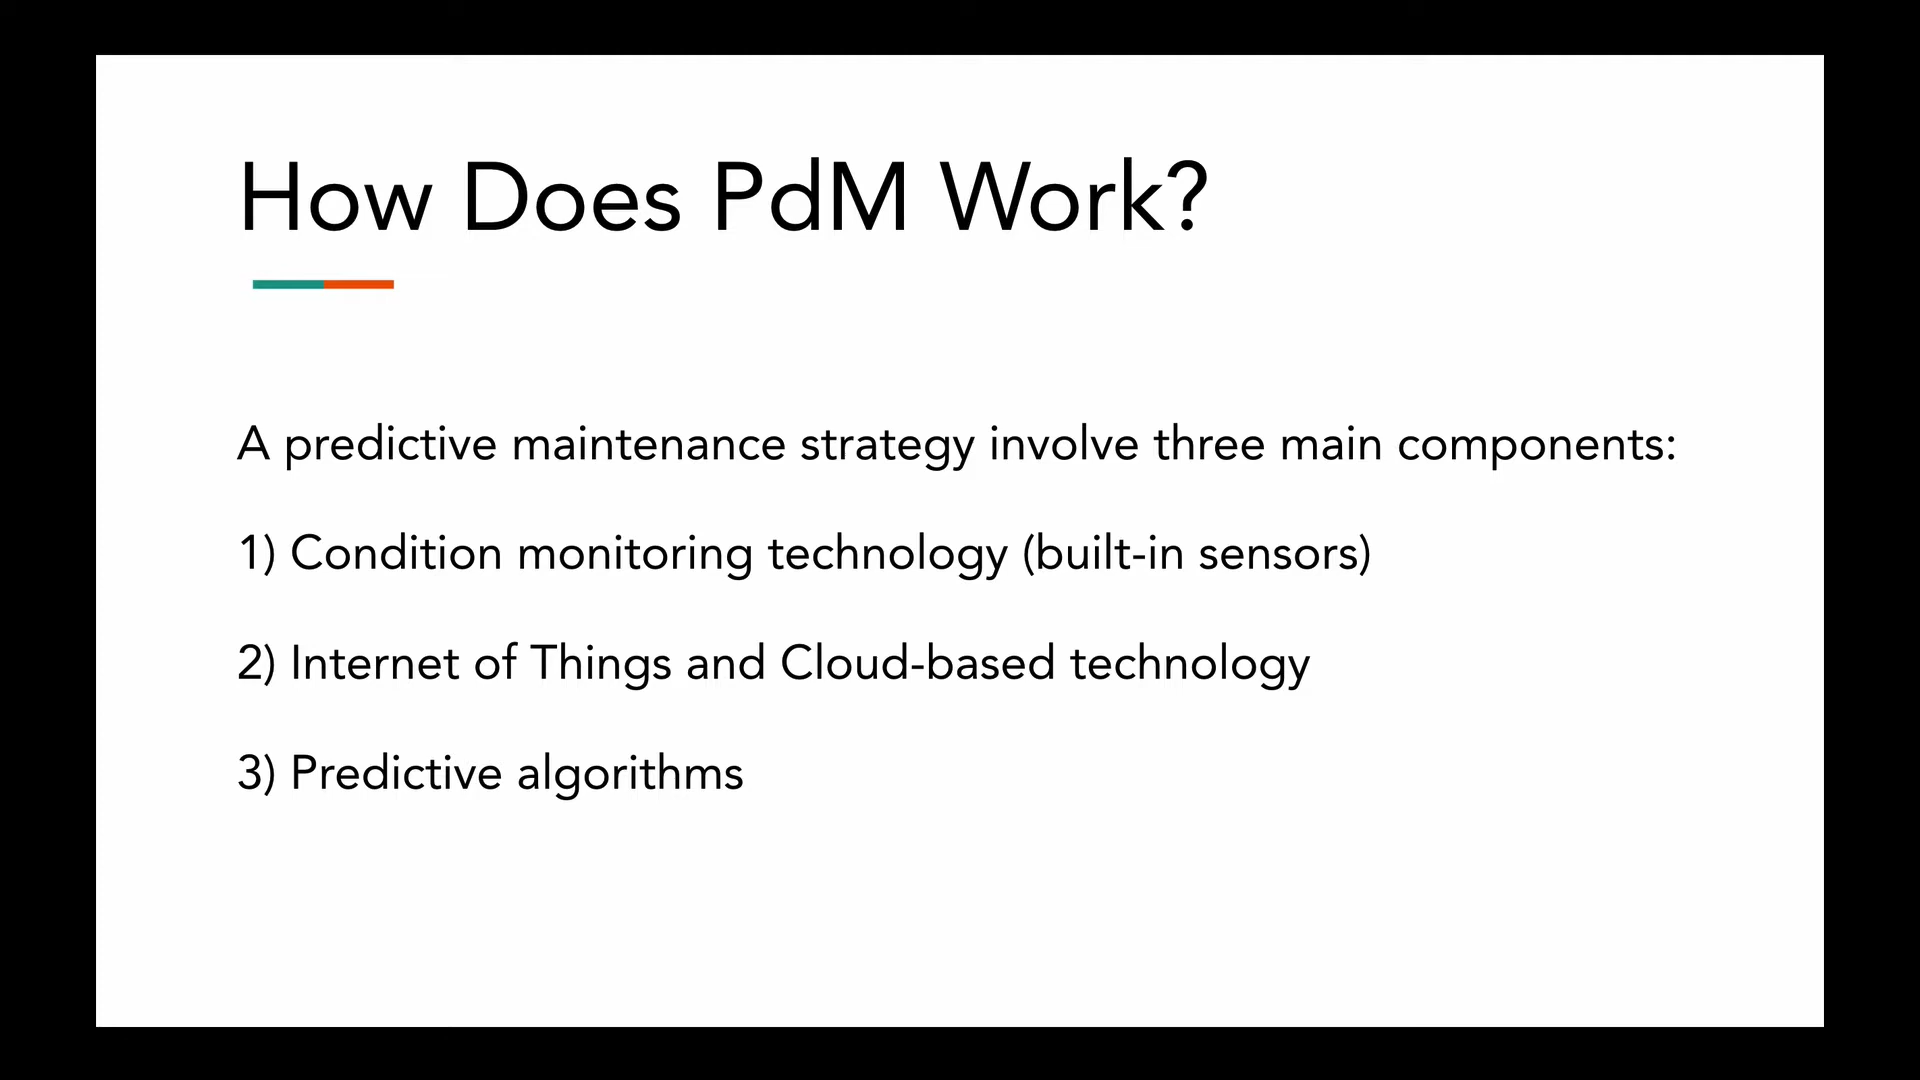 How Does PdM Work?
A predictive maintenance strategy involve three main components:
1) Condition monitoring technology (built-in sensors)
2) Internet of Things and Cloud-based technology
3) Predictive algorithms